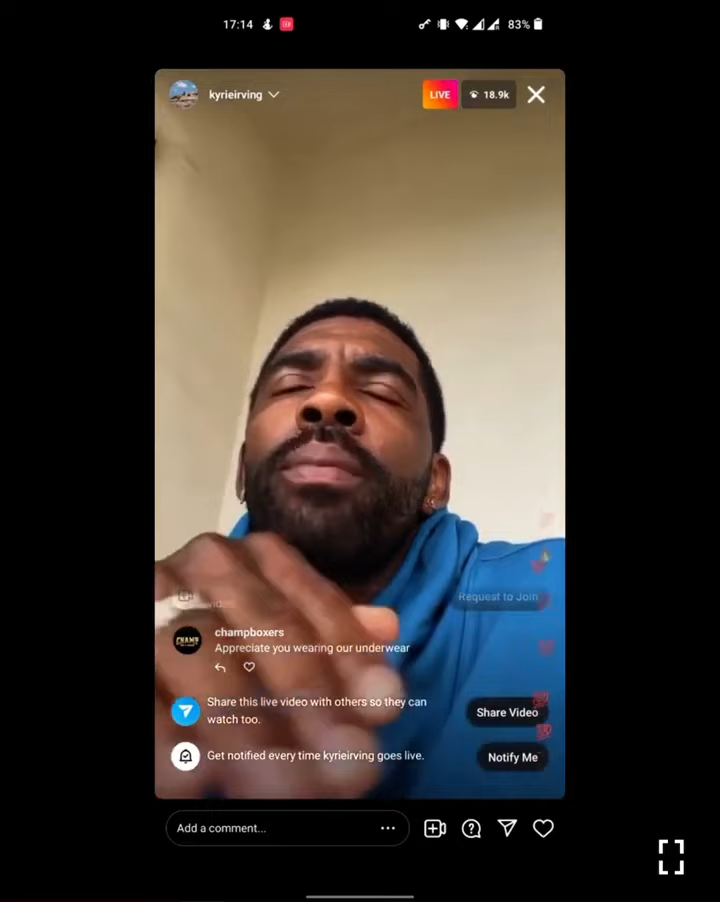 17:14
83%
kyrieirving
LIVE
18.9k
Request to Join
champboxers
CHAMP
Appreciate you wearing our underwear
Share this live video with others so they can
watch too.
Share Video
Get notified every time kyrieirving goes live.
Notify Me
Add a comment...